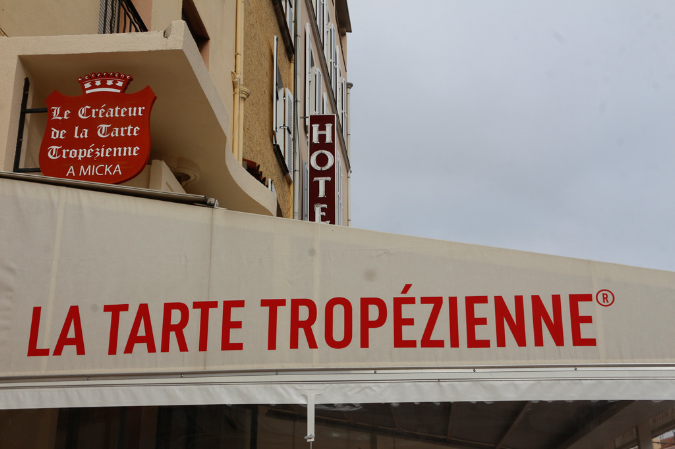 Le Créateur
de la Tarte
Tropézienne
A MICKA
HOTE
LA TARTE TROPÉZIENNE®